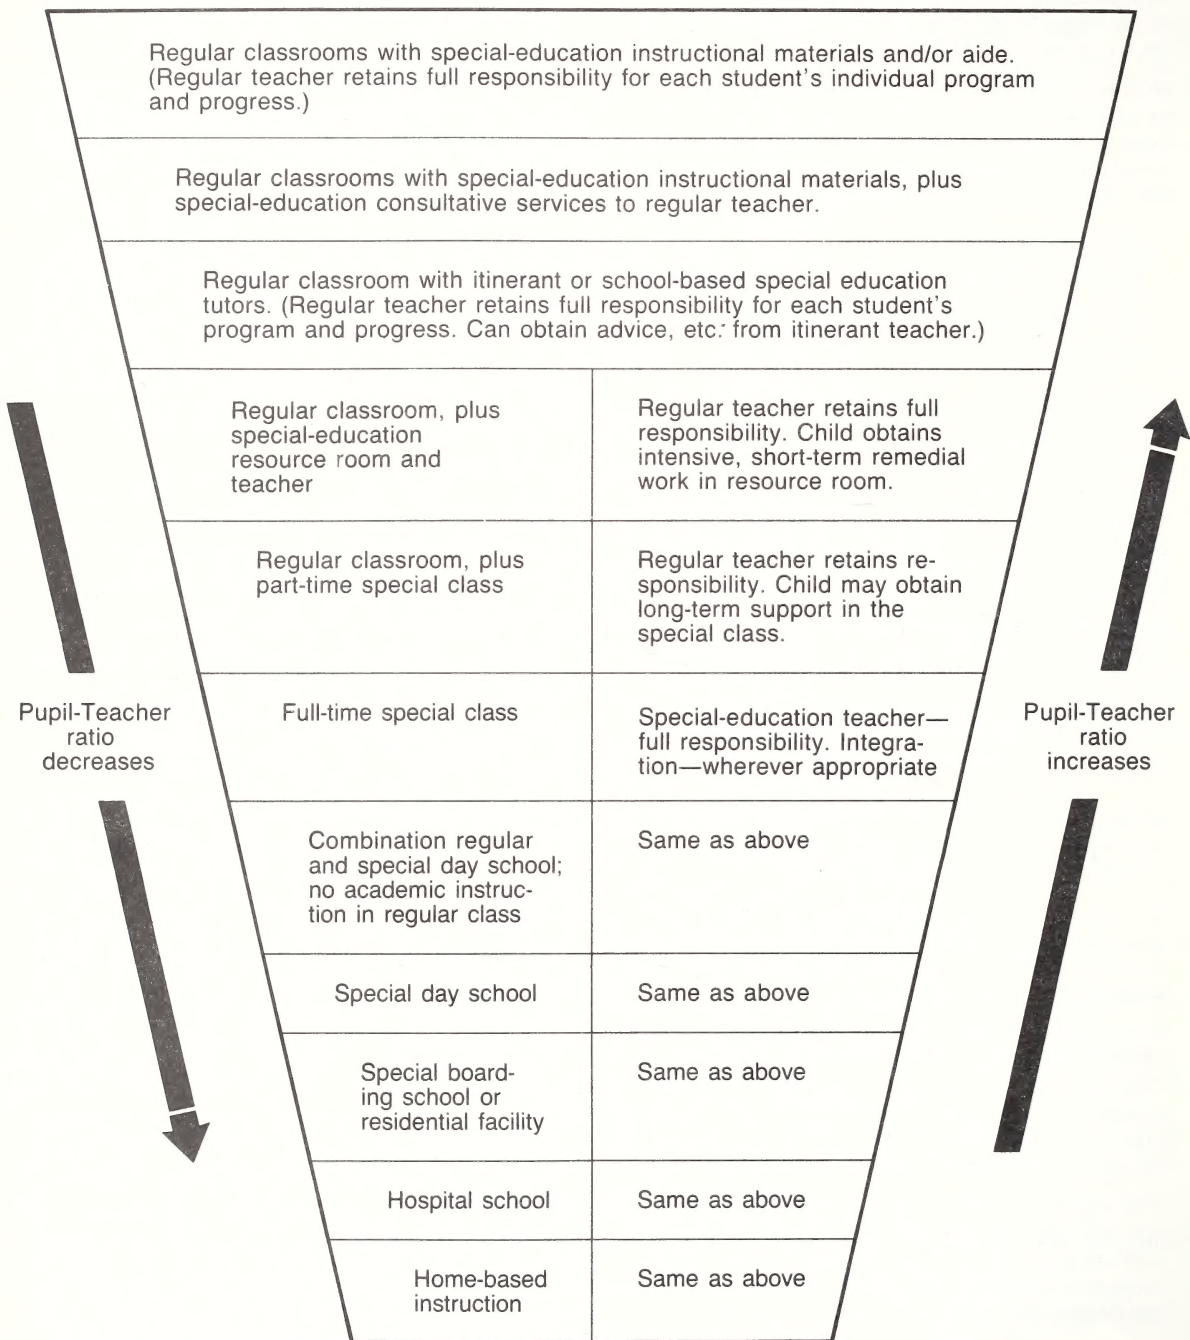 Regular classrooms with special-education instructional materials and/or aide.
(Regular teacher retains full responsibility for each student's individual program
and progress.)
Regular classrooms with special-education instructional materials, plus
special-education consultative services to regular teacher.
Regular classroom with itinerant or school-based special education
tutors. (Regular teacher retains full responsibility for each student's
program and progress. Can obtain advice, etc. from itinerant teacher.)
Regular classroom, plus
special-education
resource room and
teacher
Regular teacher retains full
responsibility. Child obtains
intensive, short-term remedial
work in resource room.
Regular classroom, plus
part-time special class
Regular teacher retains re-
sponsibility. Child may obtain
long-term support in the
special class.
Pupil-Teacher
ratio
decreases
Full-time special class
Special-education teacher—
full responsibility. Integra-
tion—wherever appropriate
Pupil-Teacher
ratio
increases
Combination regular
and special day school;
no academic instruc-
tion in regular class
Same as above
Special day school
Same as above
Special board-
ing school or
residential facility
Same as above
Hospital school
Same as above
Home-based
instruction
Same as above